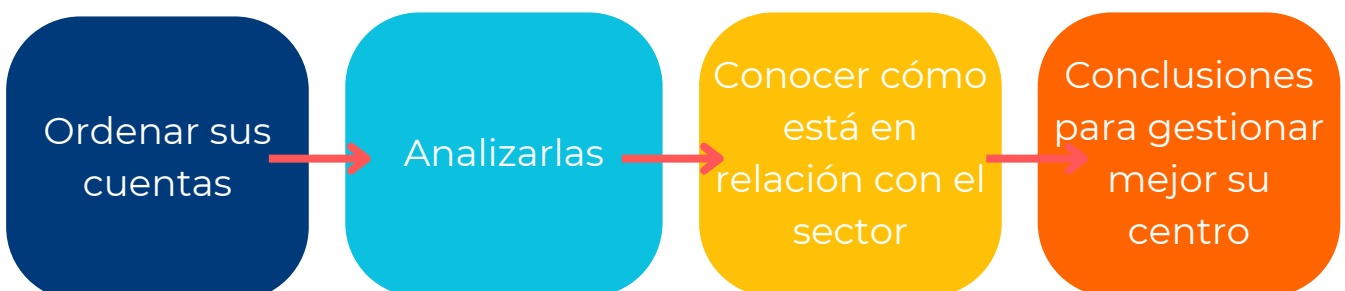 Ordenar sus
cuentas
Analizarlas
Conocer cómo
está en
relación con el
sector
Conclusiones
para gestionar
mejor su
centro